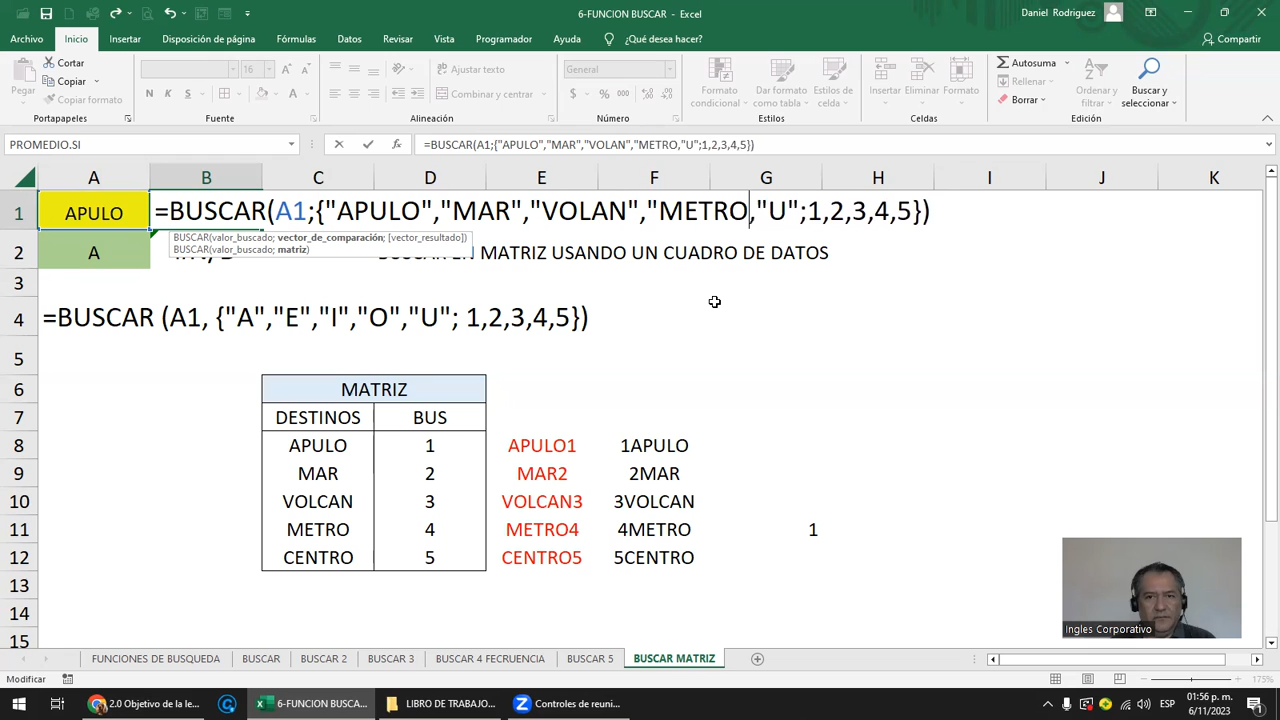 6-FUNCION BUSCAR - Excel
Daniel Rodriguez
Archivo Inicio Insertar Disposición de página Fórmulas Datos Revisar Vista Programador Ayuda ¿Qué desea hacer? Compartir
Pegar
Cortar
Copiar
Copiar formato
16
N K S
Ajustar texto
Combinar y centrar
General
$ % 000
Formato condicional
Dar formato como tabla
Estilos de celda
Insertar Eliminar Formato
Autosuma
Rellenar
Borrar
Ordenar y filtrar
Buscar y seleccionar
Portapapeles Fuente Alineación Número Estilos Celdas Edición
PROMEDIO.SI
fx
=BUSCAR(A1;{"APULO","MAR","VOLAN","METRO,"U";1,2,3,4,5})
A B C D E F G H I J K
1 APULO =BUSCAR(A1;{"APULO","MAR","VOLAN","METRO,"U";1,2,3,4,5})
BUSCAR(valor_buscado; vector_de_comparación; [vector_resultado])
BUSCAR(valor_buscado; matriz)
2 A BUSCAR EN MATRIZ USANDO UN CUADRO DE DATOS
3
4 =BUSCAR (A1, {"A","E","I","O","U"; 1,2,3,4,5})
5
6 MATRIZ
7 DESTINOS BUS
8 APULO 1 APULO1 1APULO
9 MAR 2 MAR2 2MAR
10 VOLCAN 3 VOLCAN3 3VOLCAN
11 METRO 4 METRO4 4METRO 1
12 CENTRO 5 CENTRO5 5CENTRO
13
14
15
Ingles Corporativo
FUNCIONES DE BUSQUEDA BUSCAR BUSCAR 2 BUSCAR 3 BUSCAR 4 FECRUENCIA BUSCAR 5 BUSCAR MATRIZ
Modificar
175%
2.0 Objetivo de la le...
6-FUNCION BUSCA...
LIBRO DE TRABAJO...
Controles de reuni...
ESP
01:56 p. m.
6/11/2023